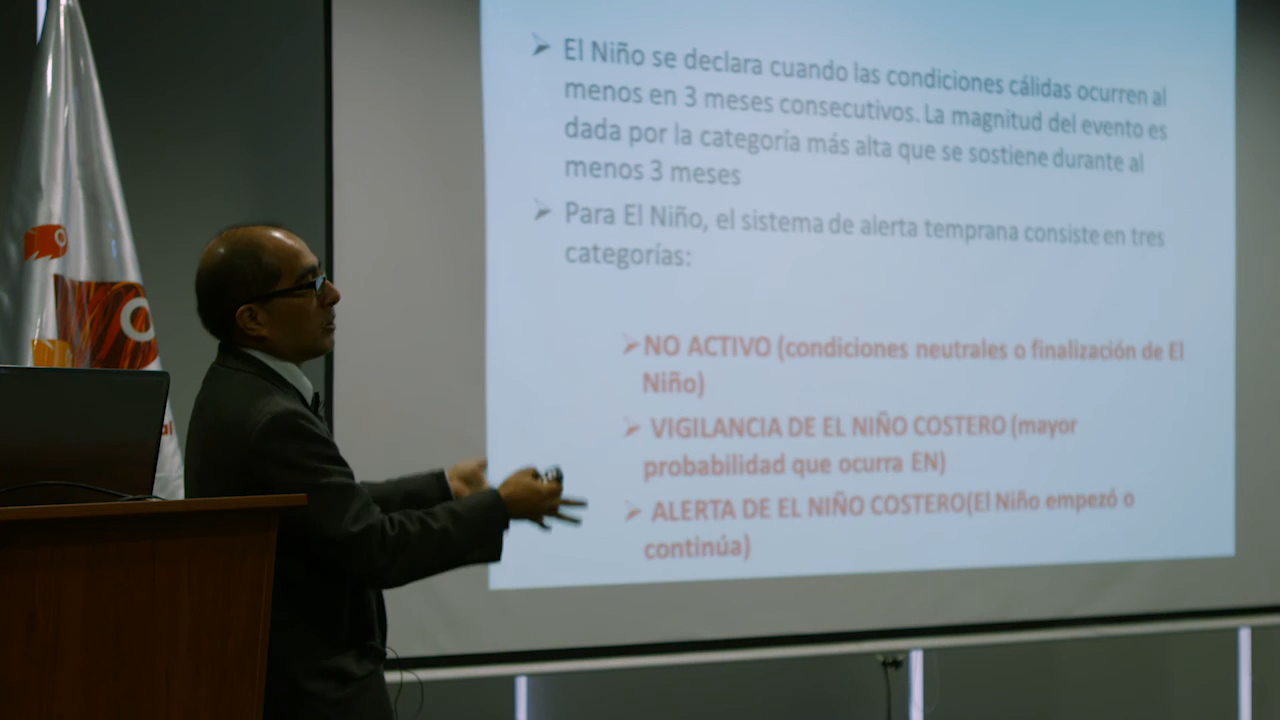 El Niño se declara cuando las condiciones cálidas ocurren al
menos en 3 meses consecutivos. La magnitud del evento es
dada por la categoría más alta que se sostiene durante al
menos 3 meses
Para El Niño, el sistema de alerta temprana consiste en tres
categorías:
NO ACTIVO (condiciones neutrales o finalización de El
Niño)
VIGILANCIA DE EL NIÑO COSTERO (mayor
probabilidad que ocurra EN)
ALERTA DE EL NIÑO COSTERO(El Niño empezó o
continúa)